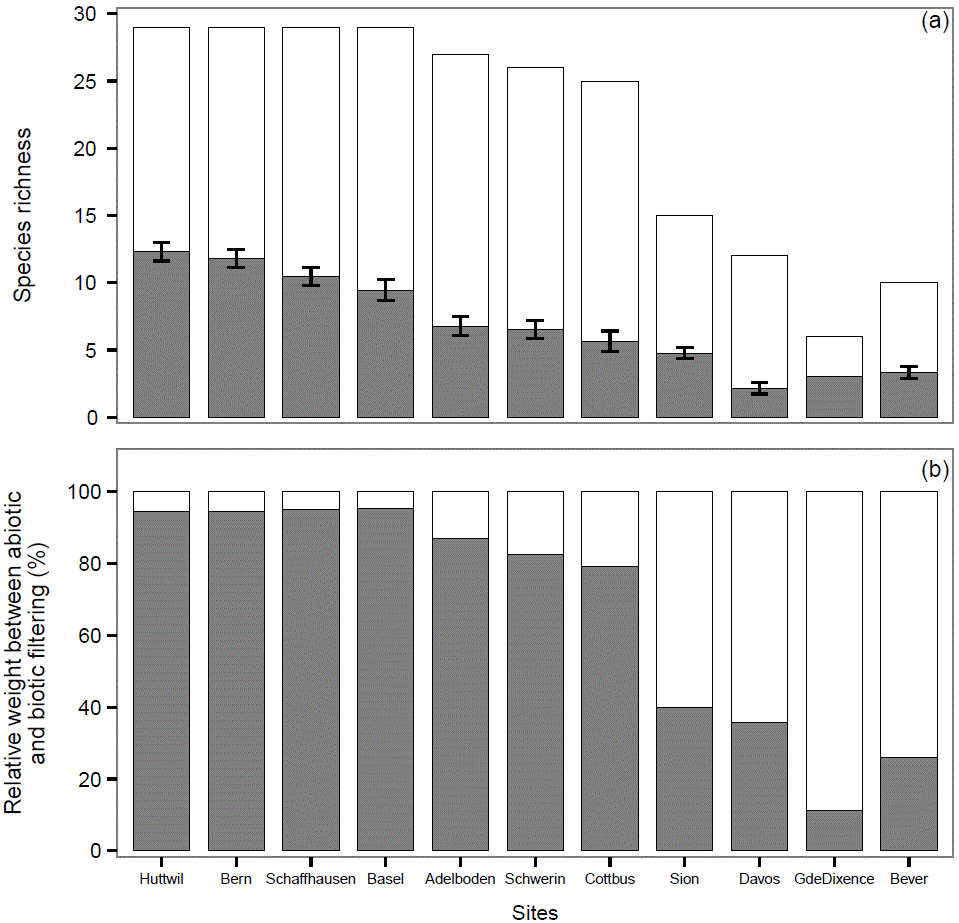 (a)
30
25
20
15
10
5
0
Species richness
(b)
100
80
60
40
20
0
Relative weight between abiotic
and biotic filtering (%)
Huttwil Bern Schaffhausen Basel Adelboden Schwerin Cottbus Sion Davos GdeDixence Bever
Sites